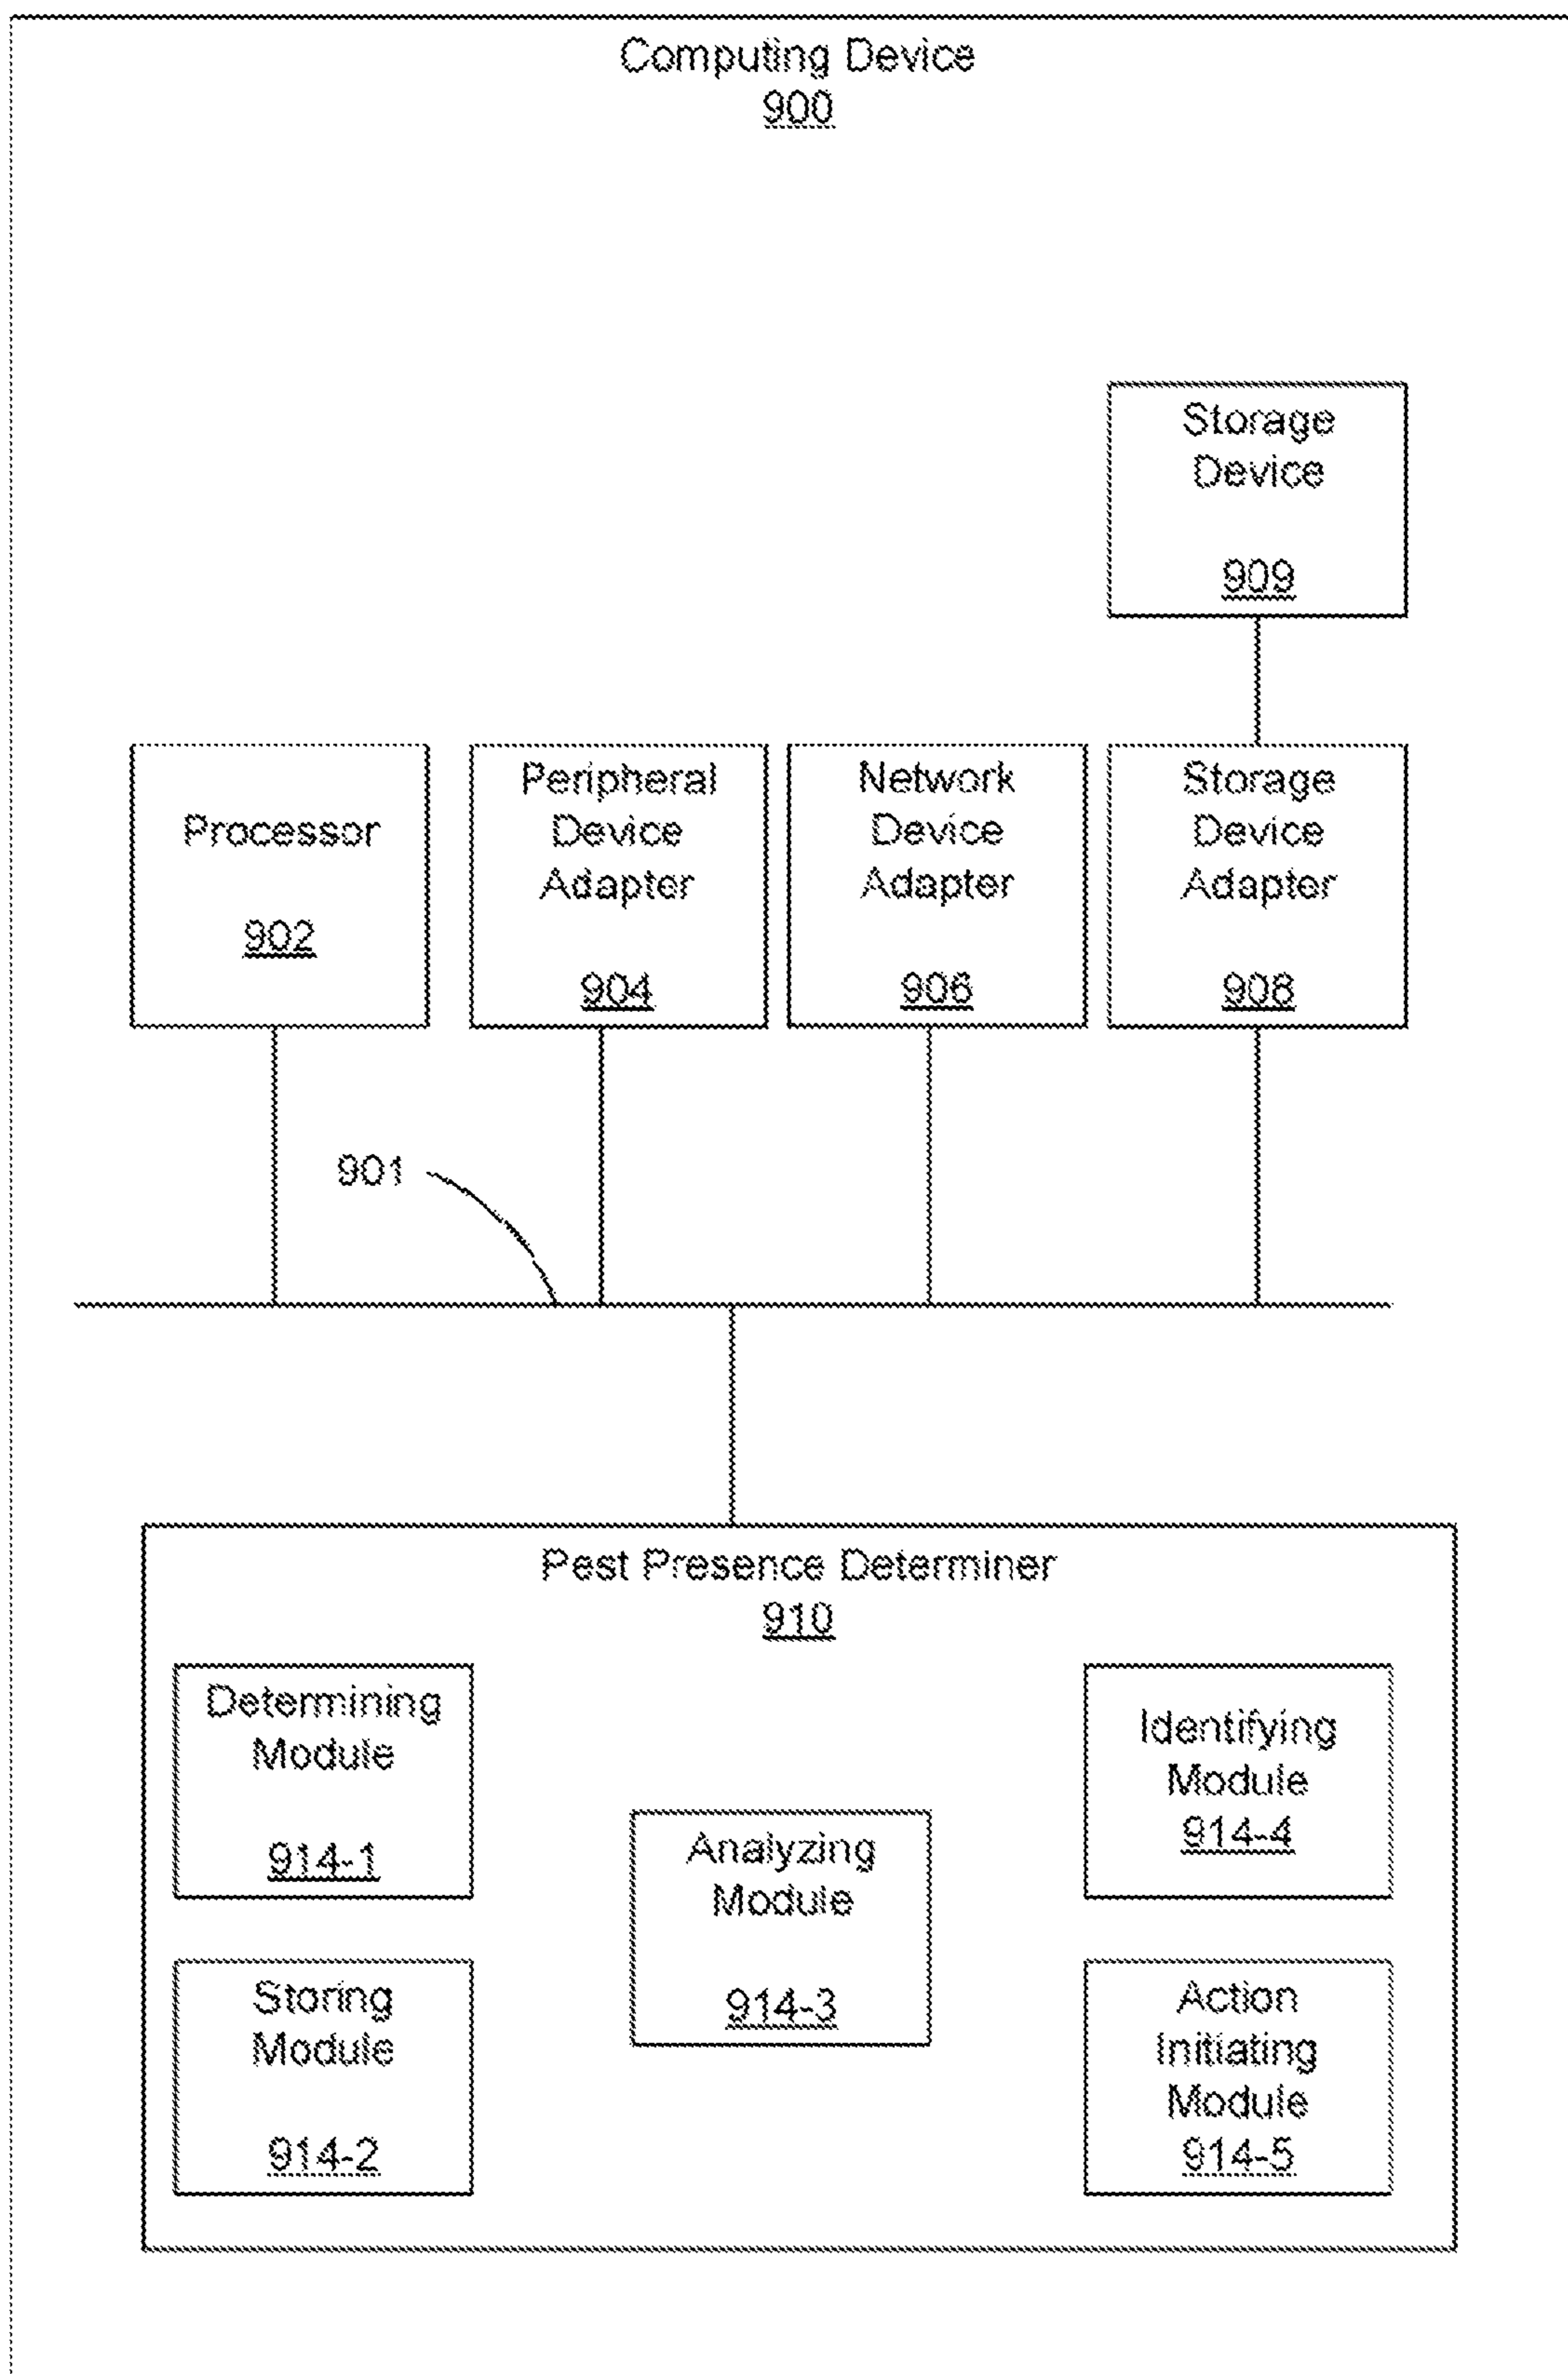 Computing Device
900
Storage
Device
909
Processor
902
Peripheral
Device
Adapter
904
Network
Device
Adapter
906
Storage
Device
Adapter
908
901
Pest Presence Determiner
910
Determining
Module
914-1
Storing
Module
914-2
Analyzing
Module
914-3
Identifying
Module
914-4
Action
Initiating
Module
914-5